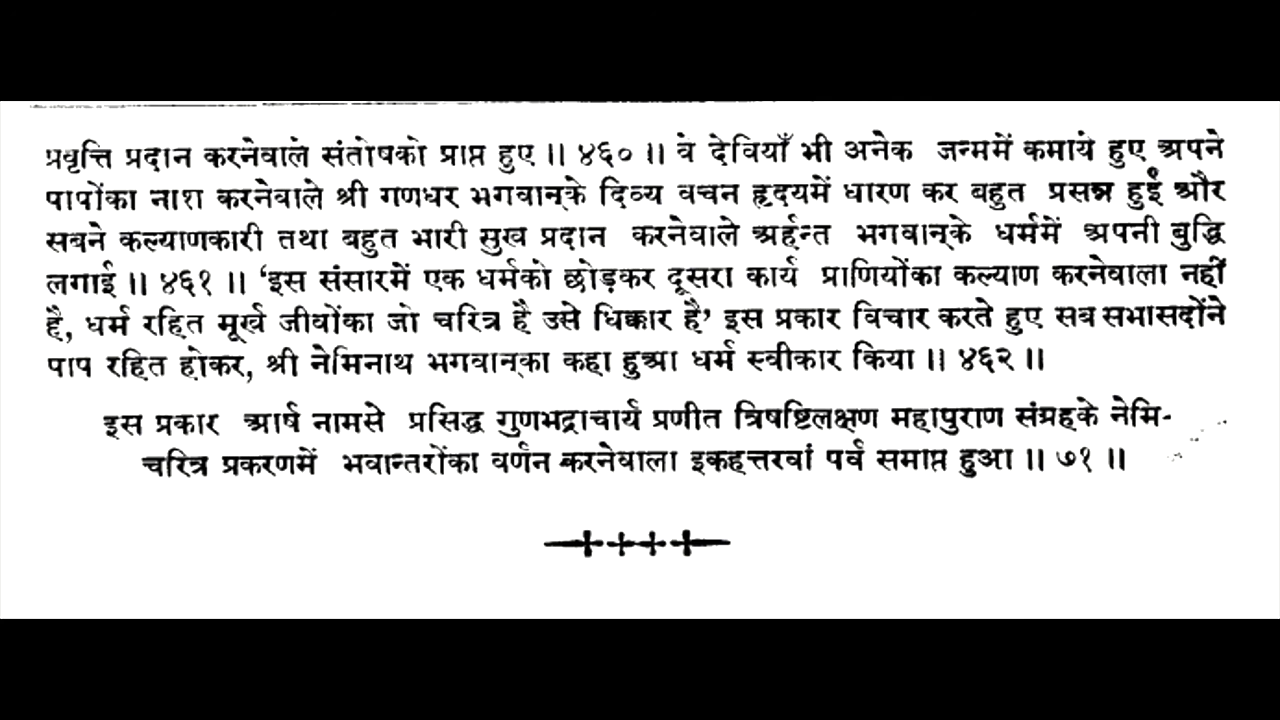 प्रवृत्ति प्रदान करनेवाले संतोषको प्राप्त हुए ॥ ४६० ॥ वे देवियाँ भी अनेक जन्ममें कमाये हुए अपने
पापोंका नाश करनेवाले श्री गणधर भगवान्‌के दिव्य वचन हृदयमें धारण कर बहुत प्रसन्न हुईं और
सबने कल्याणकारी तथा बहुत भारी सुख प्रदान करनेवाले अर्हन्त भगवान्‌के धर्ममें अपनी बुद्धि
लगाई ॥ ४६१ ॥ ‘इस संसारमें एक धर्मको छोड़कर दूसरा कार्य प्राणियोंका कल्याण करनेवाला नहीं
है, धर्म रहित मूर्ख जीवोंका जो चरित्र है उसे धिक्कार है’ इस प्रकार विचार करते हुए सब सभासदोंने
पाप रहित होकर, श्री नेमिनाथ भगवान्‌का कहा हुआ धर्म स्वीकार किया ॥ ४६२ ॥
इस प्रकार आर्ष नामसे प्रसिद्ध गुणभद्राचार्य प्रणीत त्रिषष्टिलक्षण महापुराण संग्रहके नेमि-
चरित्र प्रकरणमें भवान्तरोंका वर्णन करनेवाला इकहत्तरवां पर्व समाप्त हुआ ॥ ७१ ॥